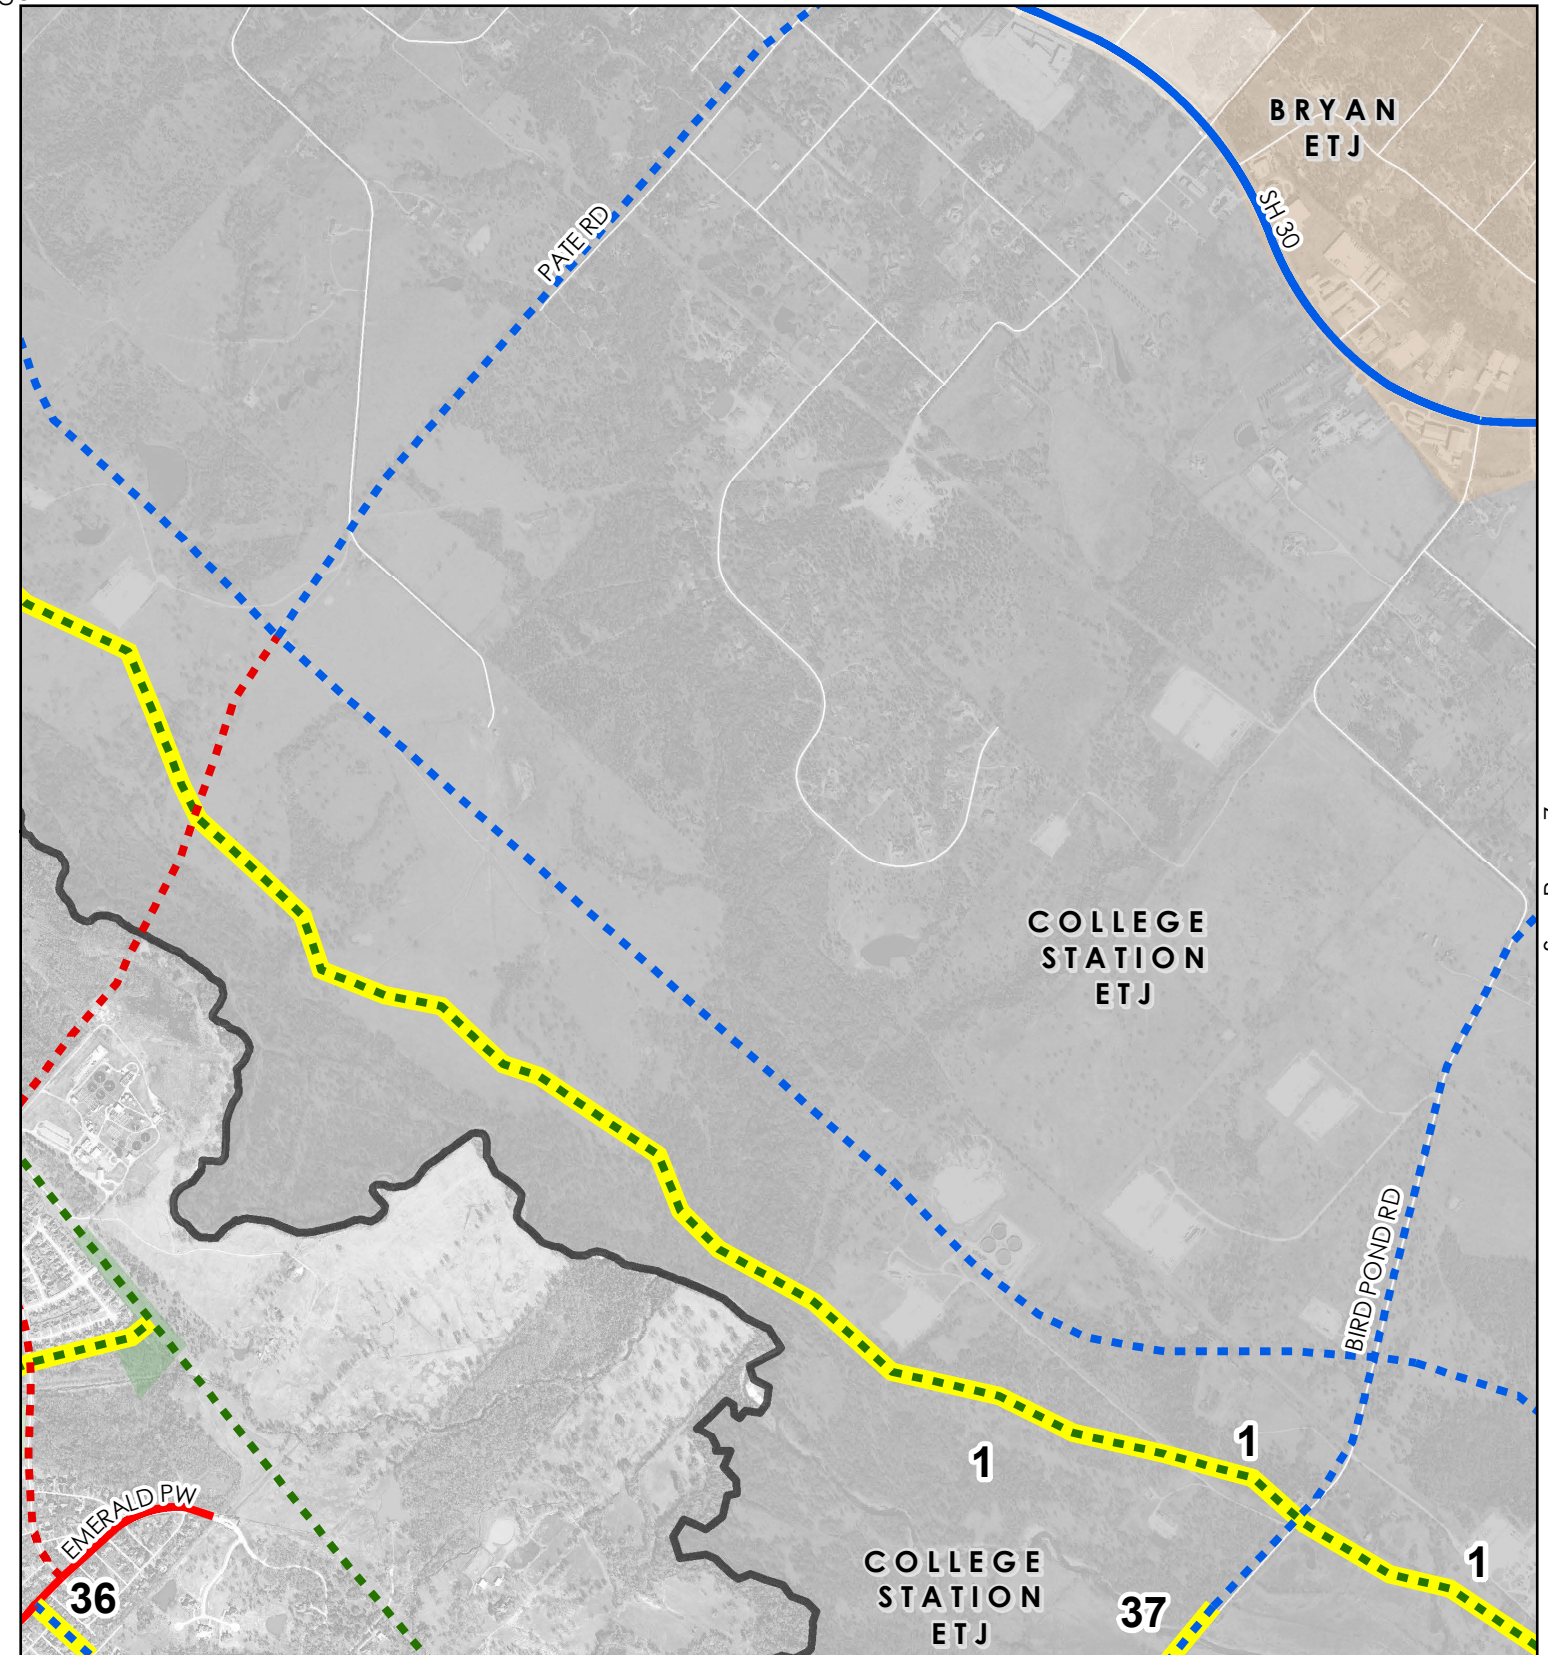 BRYAN
ETJ
SH 30
PATE RD
COLLEGE
STATION
ETJ
BIRD POND RD
1
1
EMERALD PW
COLLEGE
STATION
ETJ
1
36
37